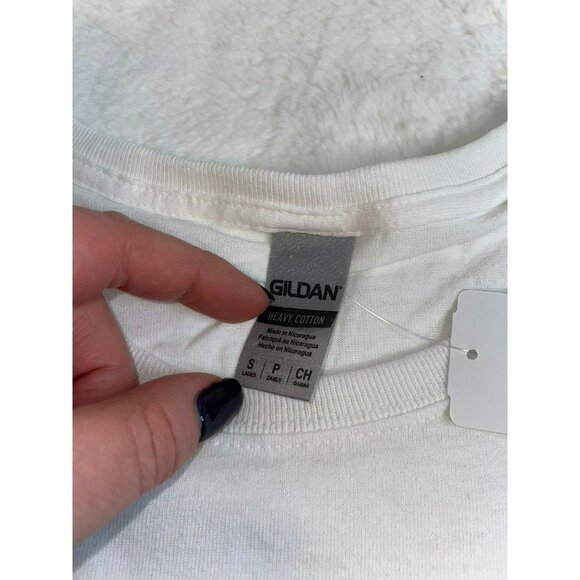 GILDAN®
HEAVY COTTON
Made in Nicaragua
Fabriqué au Nicaragua
Hecho en Nicaragua
S | P | CH
LADIES DAMES DAMAS